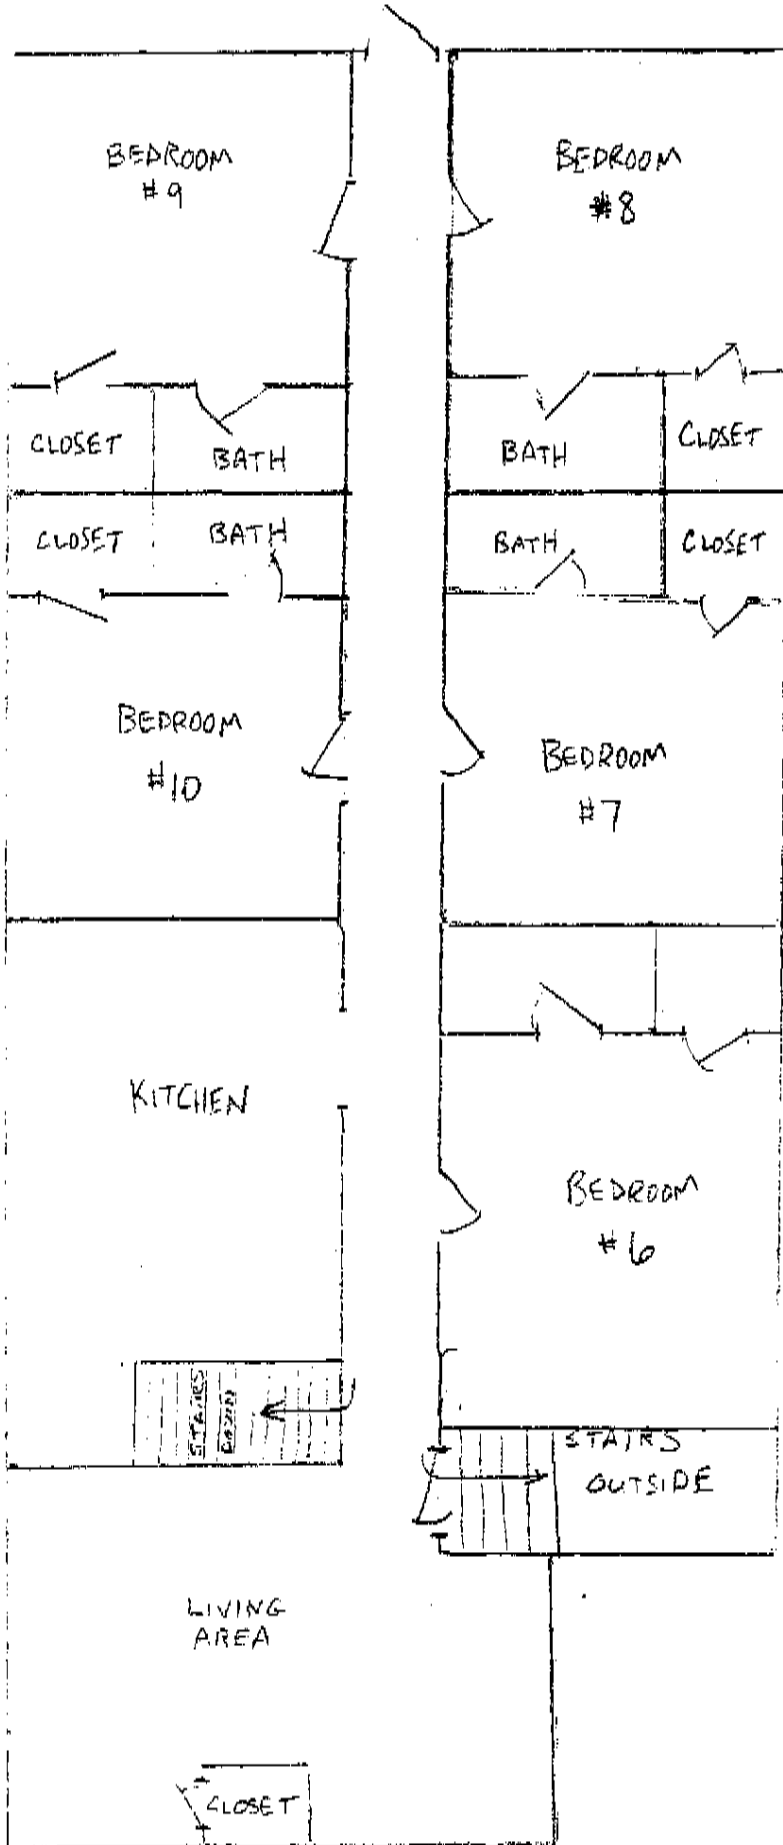 BEDROOM
#9
BEDROOM
#8
CLOSET
BATH
BATH
CLOSET
CLOSET
BATH
BATH
CLOSET
BEDROOM
#10
BEDROOM
#7
KITCHEN
BEDROOM
#6
STAIRS
DOWN
STAIRS
OUTSIDE
LIVING
AREA
CLOSET